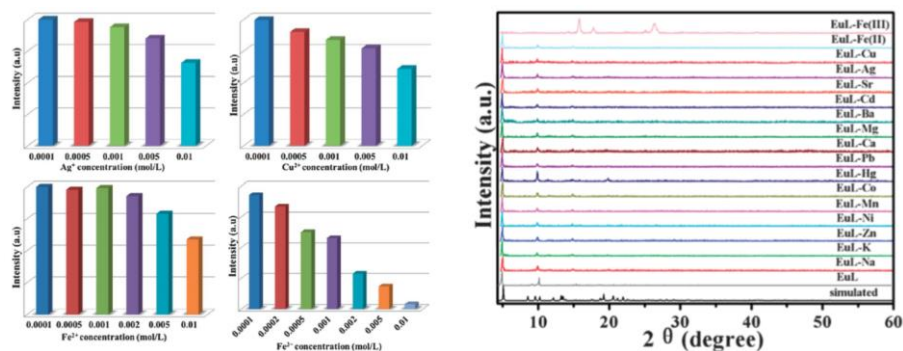 Intensity (a.u)
0.0001 0.0005 0.001 0.005 0.01
Ag⁺ concentration (mol/L)
Intensity (a.u)
0.0001 0.0005 0.001 0.005 0.01
Cu²⁺ concentration (mol/L)
Intensity (a.u)
0.0001 0.0005 0.001 0.002 0.005 0.01
Fe²⁺ concentration (mol/L)
Intensity (a.u)
0.0001 0.0002 0.0005 0.001 0.002 0.005 0.01
concentration (mol/L)
Intensity (a.u.)
EuL-Fe(III)
EuL-Fe(II)
EuL-Cu
EuL-Ag
EuL-Sr
EuL-Cd
EuL-Ba
EuL-Mg
EuL-Ca
EuL-Pb
EuL-Hg
EuL-Co
EuL-Mn
EuL-Ni
EuL-Zn
EuL-K
EuL-Na
EuL
simulated
10 20 30 40 50 60
2 θ (degree)